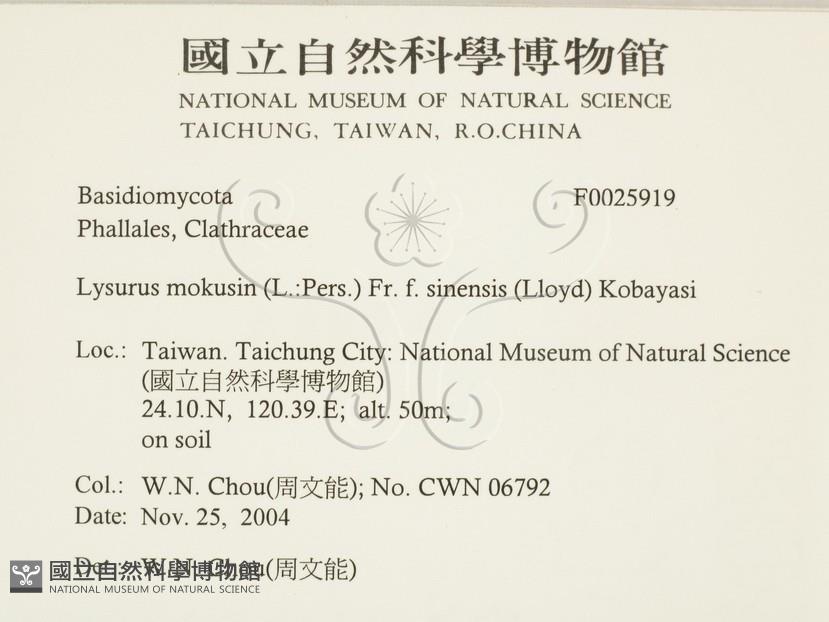 國立自然科學博物館
NATIONAL MUSEUM OF NATURAL SCIENCE
TAICHUNG, TAIWAN, R.O.CHINA
Basidiomycota F0025919
Phallales, Clathraceae
Lysurus mokusin (L.:Pers.) Fr. f. sinensis (Lloyd) Kobayasi
Loc.: Taiwan. Taichung City: National Museum of Natural Science
(國立自然科學博物館)
24.10.N, 120.39.E; alt. 50m;
on soil
Col.: W.N. Chou(周文能); No. CWN 06792
Date: Nov. 25, 2004
Det.: W.N. Chou(周文能)
國立自然科學博物館
NATIONAL MUSEUM OF NATURAL SCIENCE